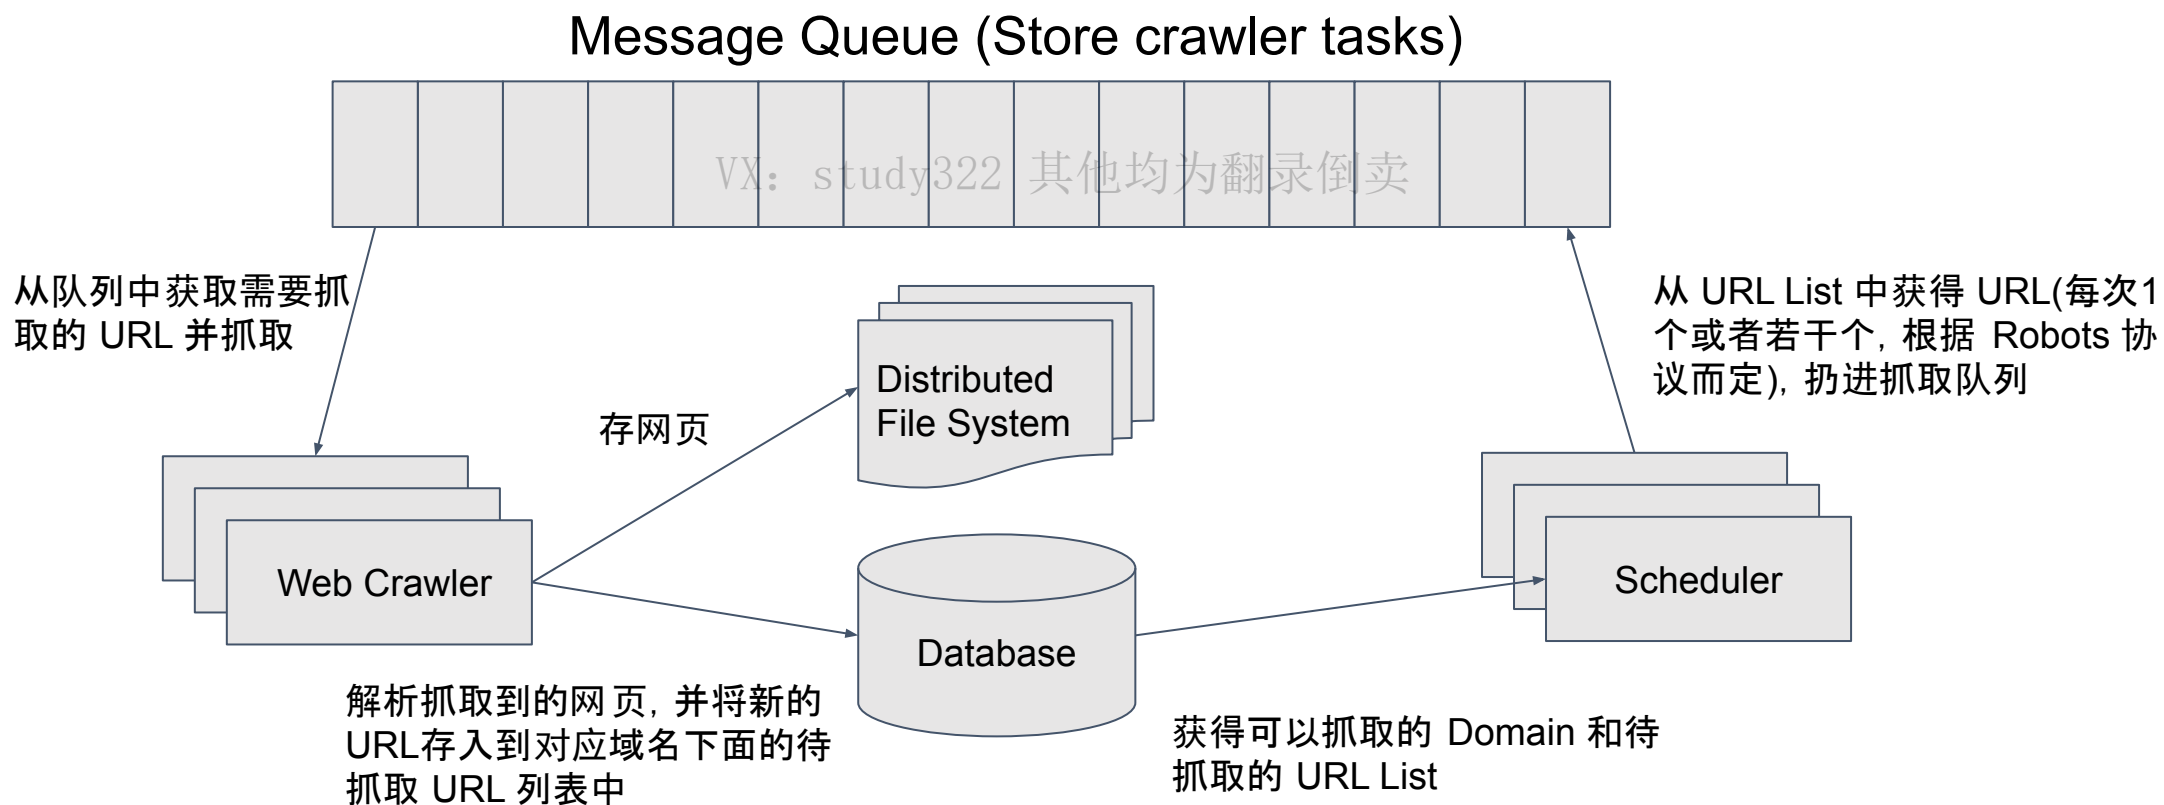 Message Queue (Store crawler tasks)
VX: study322 其他均为翻录倒卖
从队列中获取需要抓
取的 URL 并抓取
从 URL List 中获得 URL(每次1
个或者若干个, 根据 Robots 协
议而定), 扔进抓取队列
Distributed
File System
存网页
Web Crawler
Scheduler
Database
解析抓取到的网页, 并将新的
URL存入到对应域名下面的待
抓取 URL 列表中
获得可以抓取的 Domain 和待
抓取的 URL List